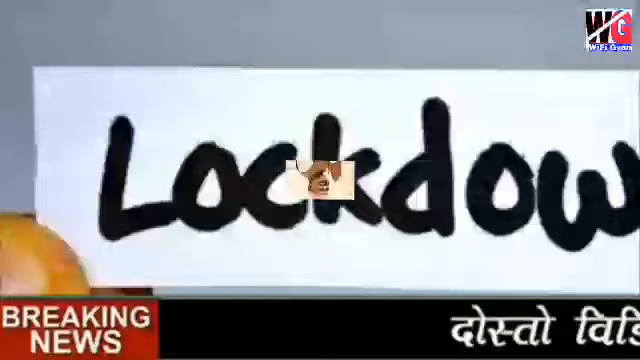 WG
WiFi Gyan
Lockdow
BREAKING
NEWS
दोस्तो